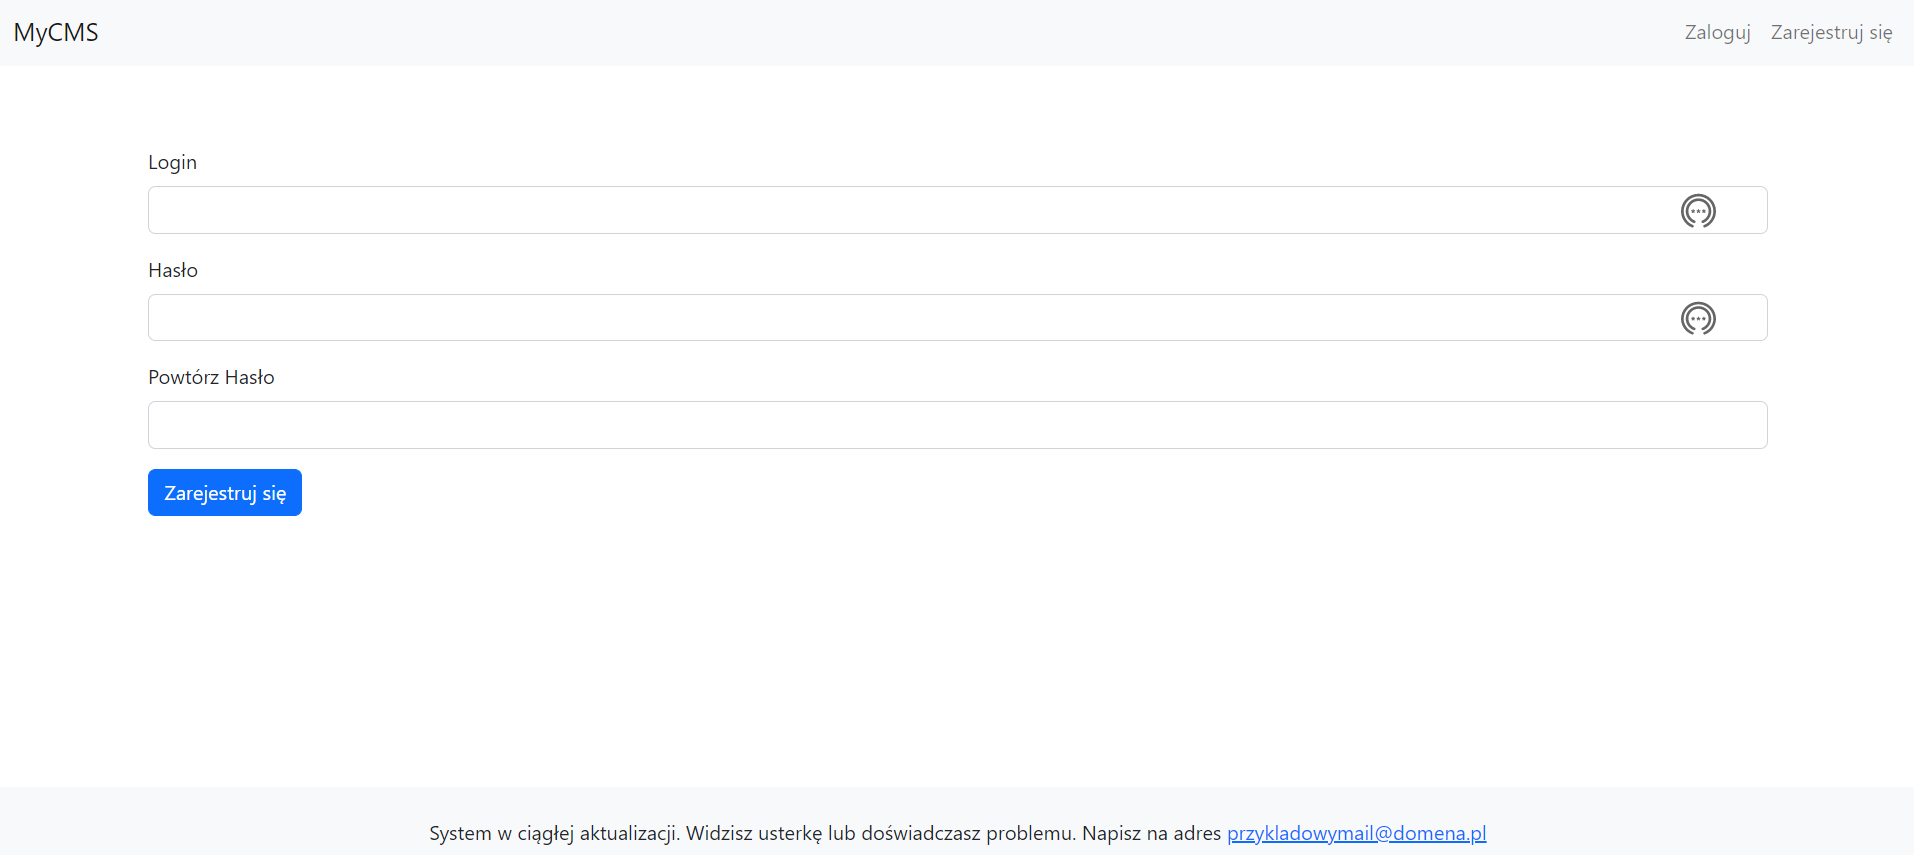 MyCMS
Zaloguj Zarejestruj się
Login
Hasło
Powtórz Hasło
Zarejestruj się
System w ciągłej aktualizacji. Widzisz usterkę lub doświadczasz problemu. Napisz na adres przykladowymail@domena.pl